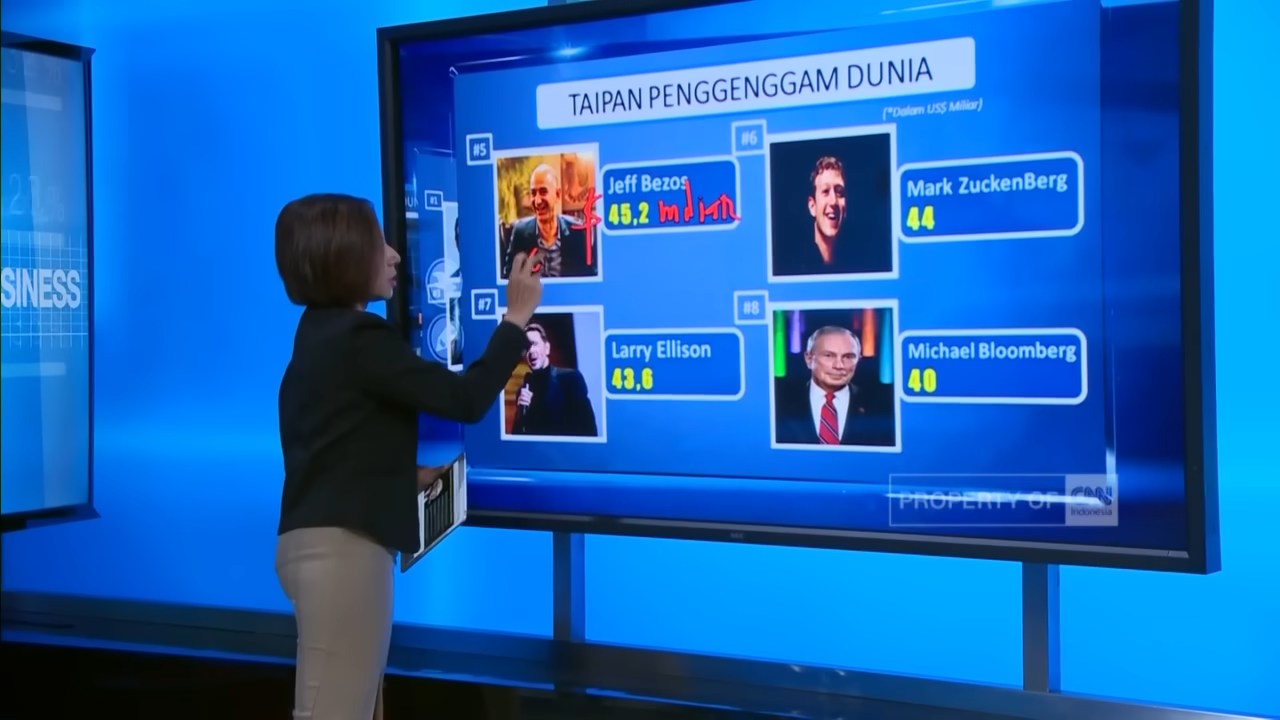 SINESS
TAIPAN PENGGENGGAM DUNIA
(*Dalam US$ Miliar)
#5
Jeff Bezos
$ 45,2
#6
Mark ZuckenBerg
44
#7
Larry Ellison
43,6
#8
Michael Bloomberg
40
#1
PROPERTY OF CNN
Indonesia